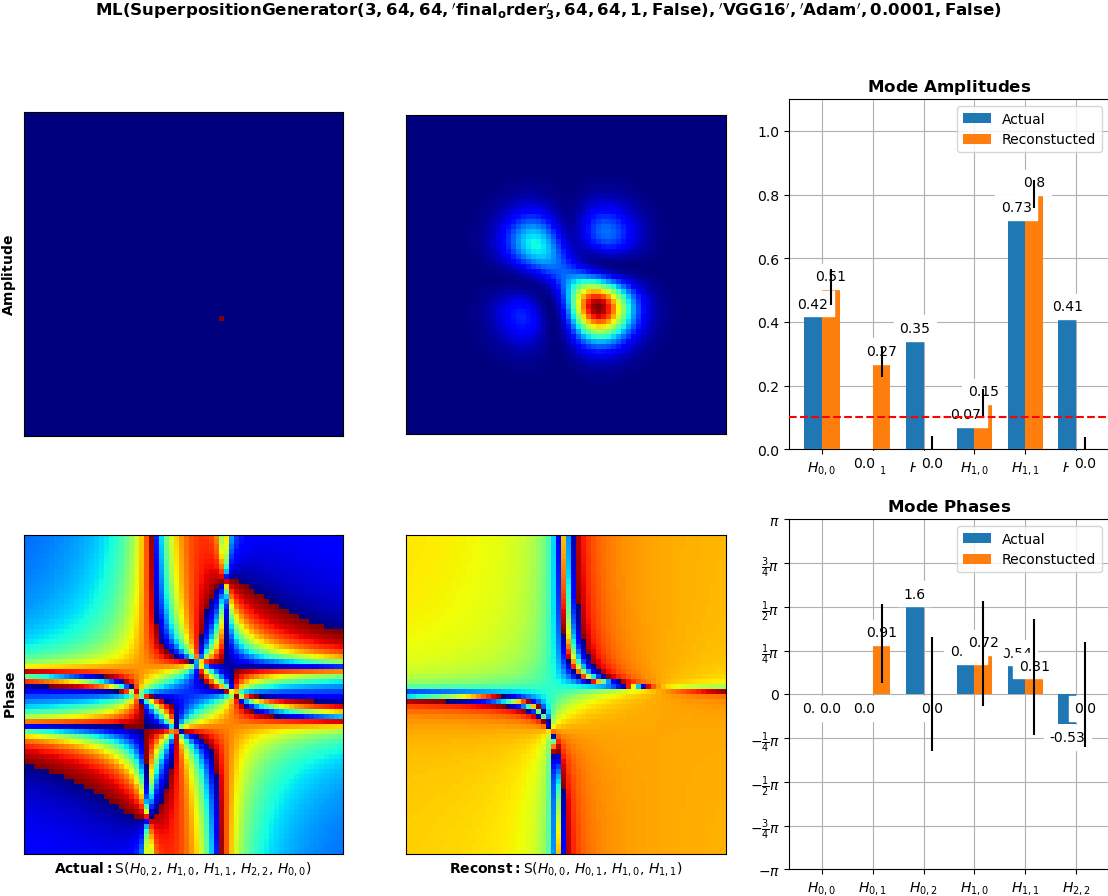 ML(SuperpositionGenerator(3, 64, 64, 'final_order'_3, 64, 64, 1, False), 'VGG16', 'Adam', 0.0001, False)
Amplitude
Mode Amplitudes
Actual
Reconstucted
1.0
0.8
0.6
0.4
0.2
0.0
0.42
0.51
0.0
0.27
0.35
0.0
0.07
0.15
0.73
0.8
0.41
0.0
H0,0
1
H1,0
H1,1
Phase
Mode Phases
Actual
Reconstucted
π
3/4π
1/2π
1/4π
0
−1/4π
−1/2π
−3/4π
−π
0.
0.0
0.0
0.91
1.6
0.0
0.
0.72
0.54
0.31
-0.53
0.0
H0,0
H0,1
H0,2
H1,0
H1,1
H2,2
Actual: S(H0,2, H1,0, H1,1, H2,2, H0,0)
Reconst: S(H0,0, H0,1, H1,0, H1,1)